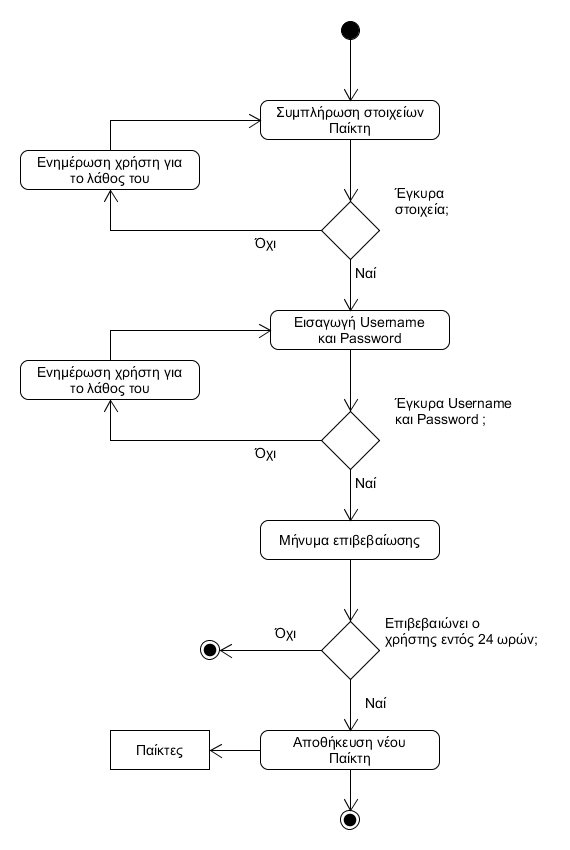 Συμπλήρωση στοιχείων
Παίκτη
Ενημέρωση χρήστη για
το λάθος του
Έγκυρα
στοιχεία;
Όχι
Ναί
Εισαγωγή Username
και Password
Ενημέρωση χρήστη για
το λάθος του
Έγκυρα Username
και Password ;
Όχι
Ναί
Μήνυμα επιβεβαίωσης
Επιβεβαιώνει ο
χρήστης εντός 24 ωρών;
Όχι
Ναί
Αποθήκευση νέου
Παίκτη
Παίκτες